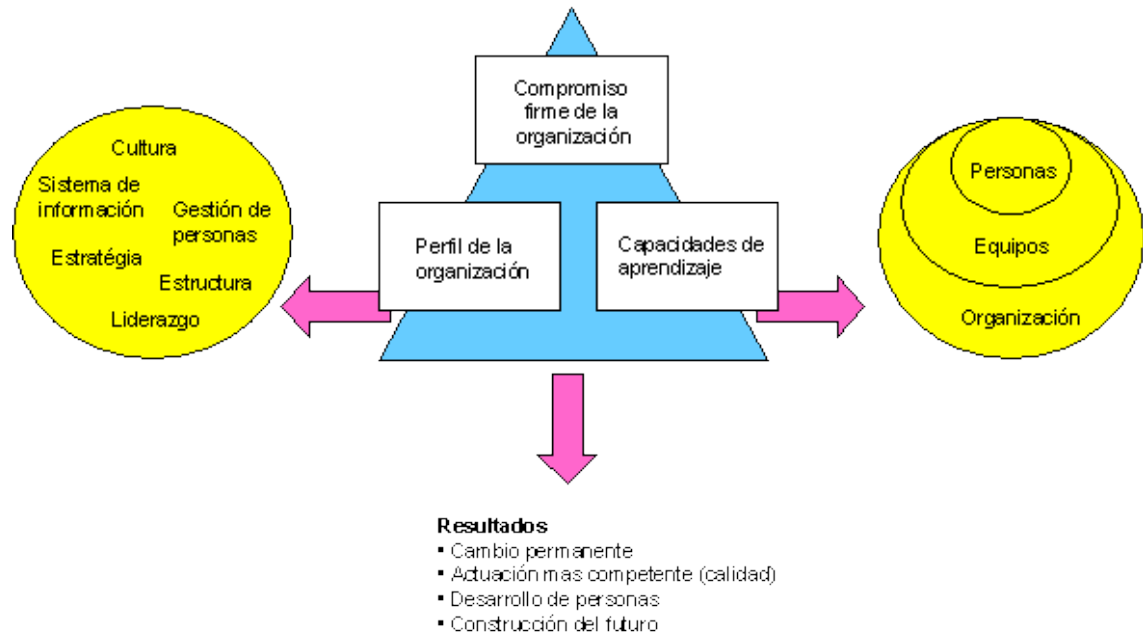 Compromiso
firme de la
organización
Cultura
Sistema de
información
Gestión de
personas
Estratégia
Estructura
Liderazgo
Perfil de la
organización
Capacidades de
aprendizaje
Personas
Equipos
Organización
Resultados
▪ Cambio permanente
▪ Actuación mas competente (calidad)
▪ Desarrollo de personas
▪ Construcción del futuro